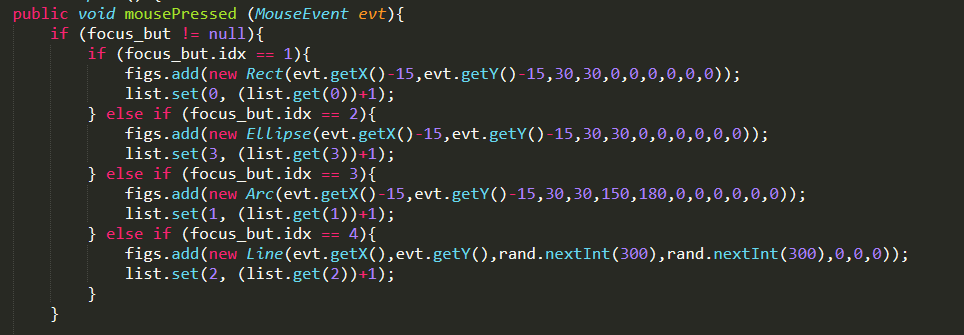 public void mousePressed (MouseEvent evt){
if (focus_but != null){
if (focus_but.idx == 1){
figs.add(new Rect(evt.getX()-15,evt.getY()-15,30,30,0,0,0,0,0,0));
list.set(0, (list.get(0))+1);
} else if (focus_but.idx == 2){
figs.add(new Ellipse(evt.getX()-15,evt.getY()-15,30,30,0,0,0,0,0,0));
list.set(3, (list.get(3))+1);
} else if (focus_but.idx == 3){
figs.add(new Arc(evt.getX()-15,evt.getY()-15,30,30,150,180,0,0,0,0,0,0));
list.set(1, (list.get(1))+1);
} else if (focus_but.idx == 4){
figs.add(new Line(evt.getX(),evt.getY(),rand.nextInt(300),rand.nextInt(300),0,0,0));
list.set(2, (list.get(2))+1);
}
}